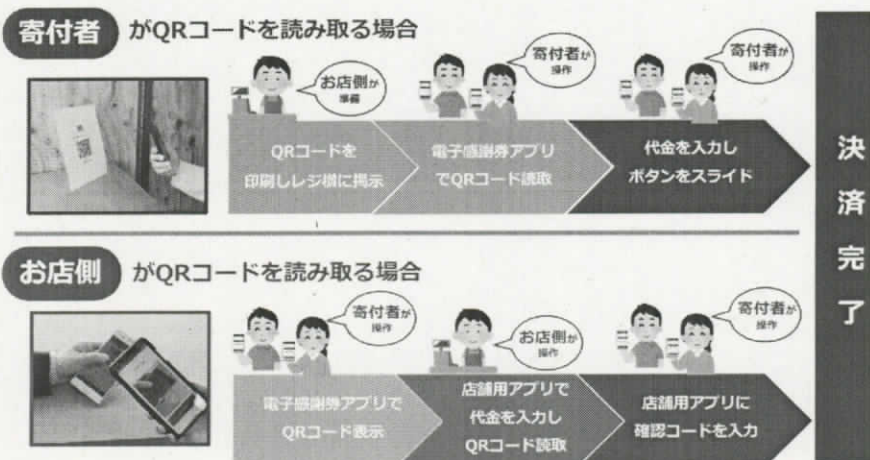 寄付者 がQRコードを読み取る場合
お店側が
準備
寄付者が
操作
寄付者が
操作
QRコードを
印刷しレジ横に掲示
電子感謝券アプリ
でQRコード読取
代金を入力し
ボタンをスライド
お店側 がQRコードを読み取る場合
寄付者が
操作
お店側が
操作
寄付者が
操作
電子感謝券アプリで
QRコード表示
店舗用アプリで
代金を入力し
QRコード読取
店舗用アプリに
確認コードを入力
決済完了